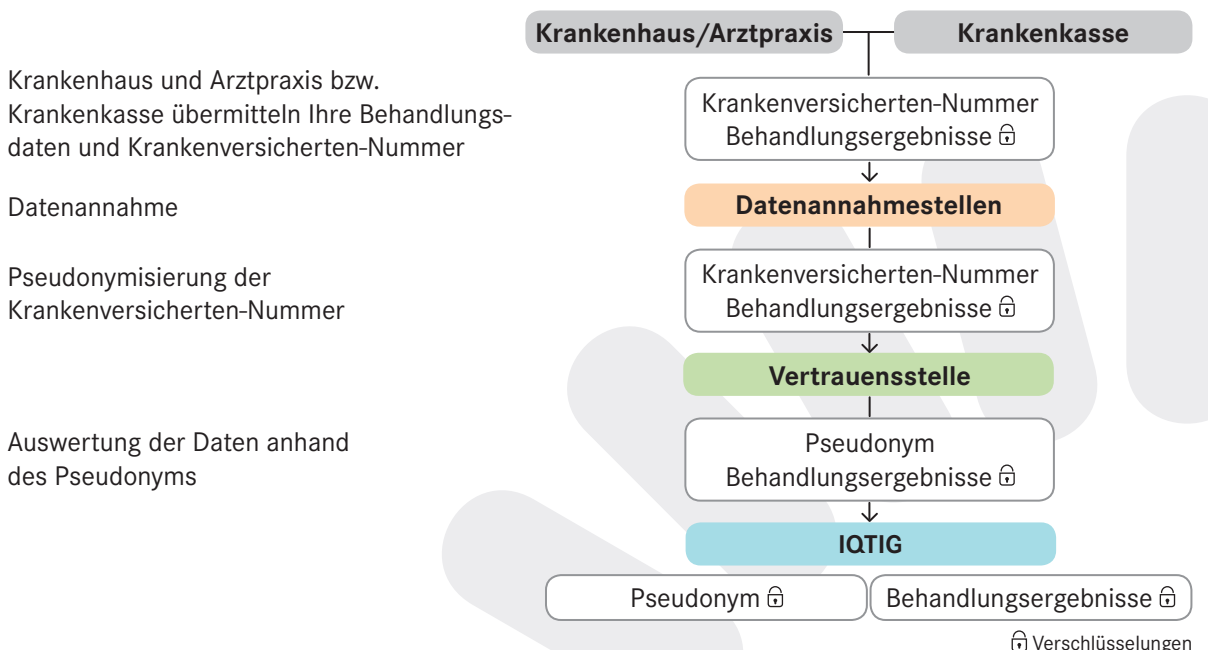 Krankenhaus/Arztpraxis
Krankenkasse
Krankenhaus und Arztpraxis bzw.
Krankenkasse übermitteln Ihre Behandlungs-
daten und Krankenversicherten-Nummer
Krankenversicherten-Nummer
Behandlungsergebnisse
Datenannahme
Datenannahmestellen
Pseudonymisierung der
Krankenversicherten-Nummer
Krankenversicherten-Nummer
Behandlungsergebnisse
Vertrauensstelle
Auswertung der Daten anhand
des Pseudonyms
Pseudonym
Behandlungsergebnisse
IQTIG
Pseudonym
Behandlungsergebnisse
Verschlüsselungen